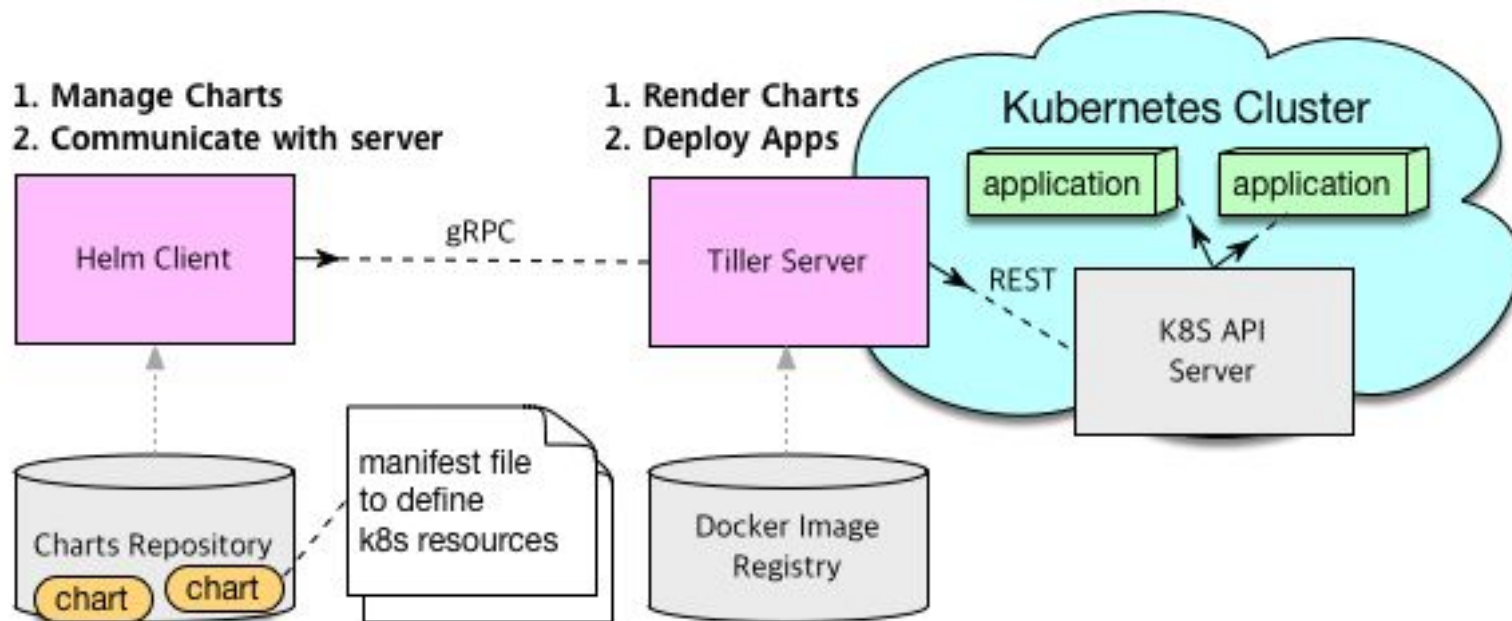 1. Manage Charts
2. Communicate with server
1. Render Charts
2. Deploy Apps
Kubernetes Cluster
application
application
Helm Client
gRPC
Tiller Server
REST
K8S API
Server
manifest file
to define
k8s resources
Charts Repository
chart
chart
Docker Image
Registry